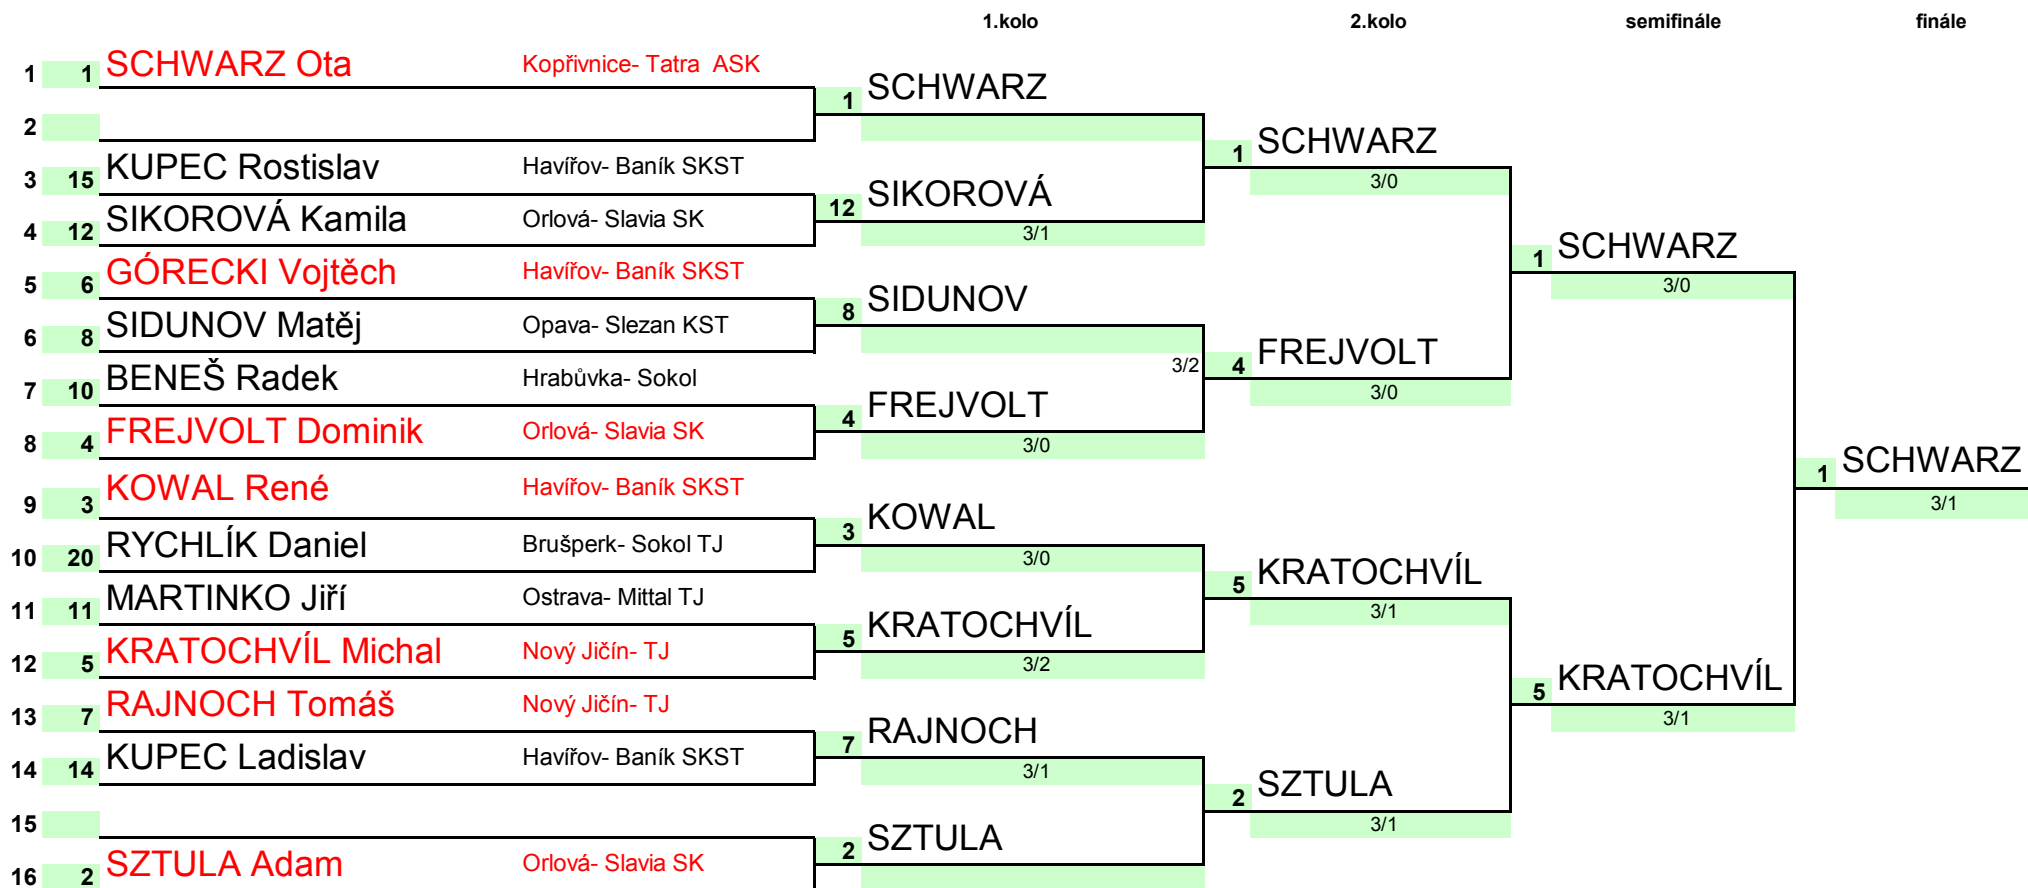 1.kolo 2.kolo semifinále finále
1 1 SCHWARZ Ota Kopřivnice- Tatra ASK
1 SCHWARZ
2
1 SCHWARZ
3/0
3 15 KUPEC Rostislav Havířov- Baník SKST
12 SIKOROVÁ
3/1
4 12 SIKOROVÁ Kamila Orlová- Slavia SK
1 SCHWARZ
3/0
5 6 GÓRECKI Vojtěch Havířov- Baník SKST
8 SIDUNOV
3/2
6 8 SIDUNOV Matěj Opava- Slezan KST
4 FREJVOLT
3/0
7 10 BENEŠ Radek Hrabůvka- Sokol
4 FREJVOLT
3/0
8 4 FREJVOLT Dominik Orlová- Slavia SK
1 SCHWARZ
3/1
9 3 KOWAL René Havířov- Baník SKST
3 KOWAL
3/0
10 20 RYCHLÍK Daniel Brušperk- Sokol TJ
5 KRATOCHVÍL
3/1
11 11 MARTINKO Jiří Ostrava- Mittal TJ
5 KRATOCHVÍL
3/2
12 5 KRATOCHVÍL Michal Nový Jičín- TJ
5 KRATOCHVÍL
3/1
13 7 RAJNOCH Tomáš Nový Jičín- TJ
7 RAJNOCH
3/1
14 14 KUPEC Ladislav Havířov- Baník SKST
2 SZTULA
3/1
15
2 SZTULA
16 2 SZTULA Adam Orlová- Slavia SK